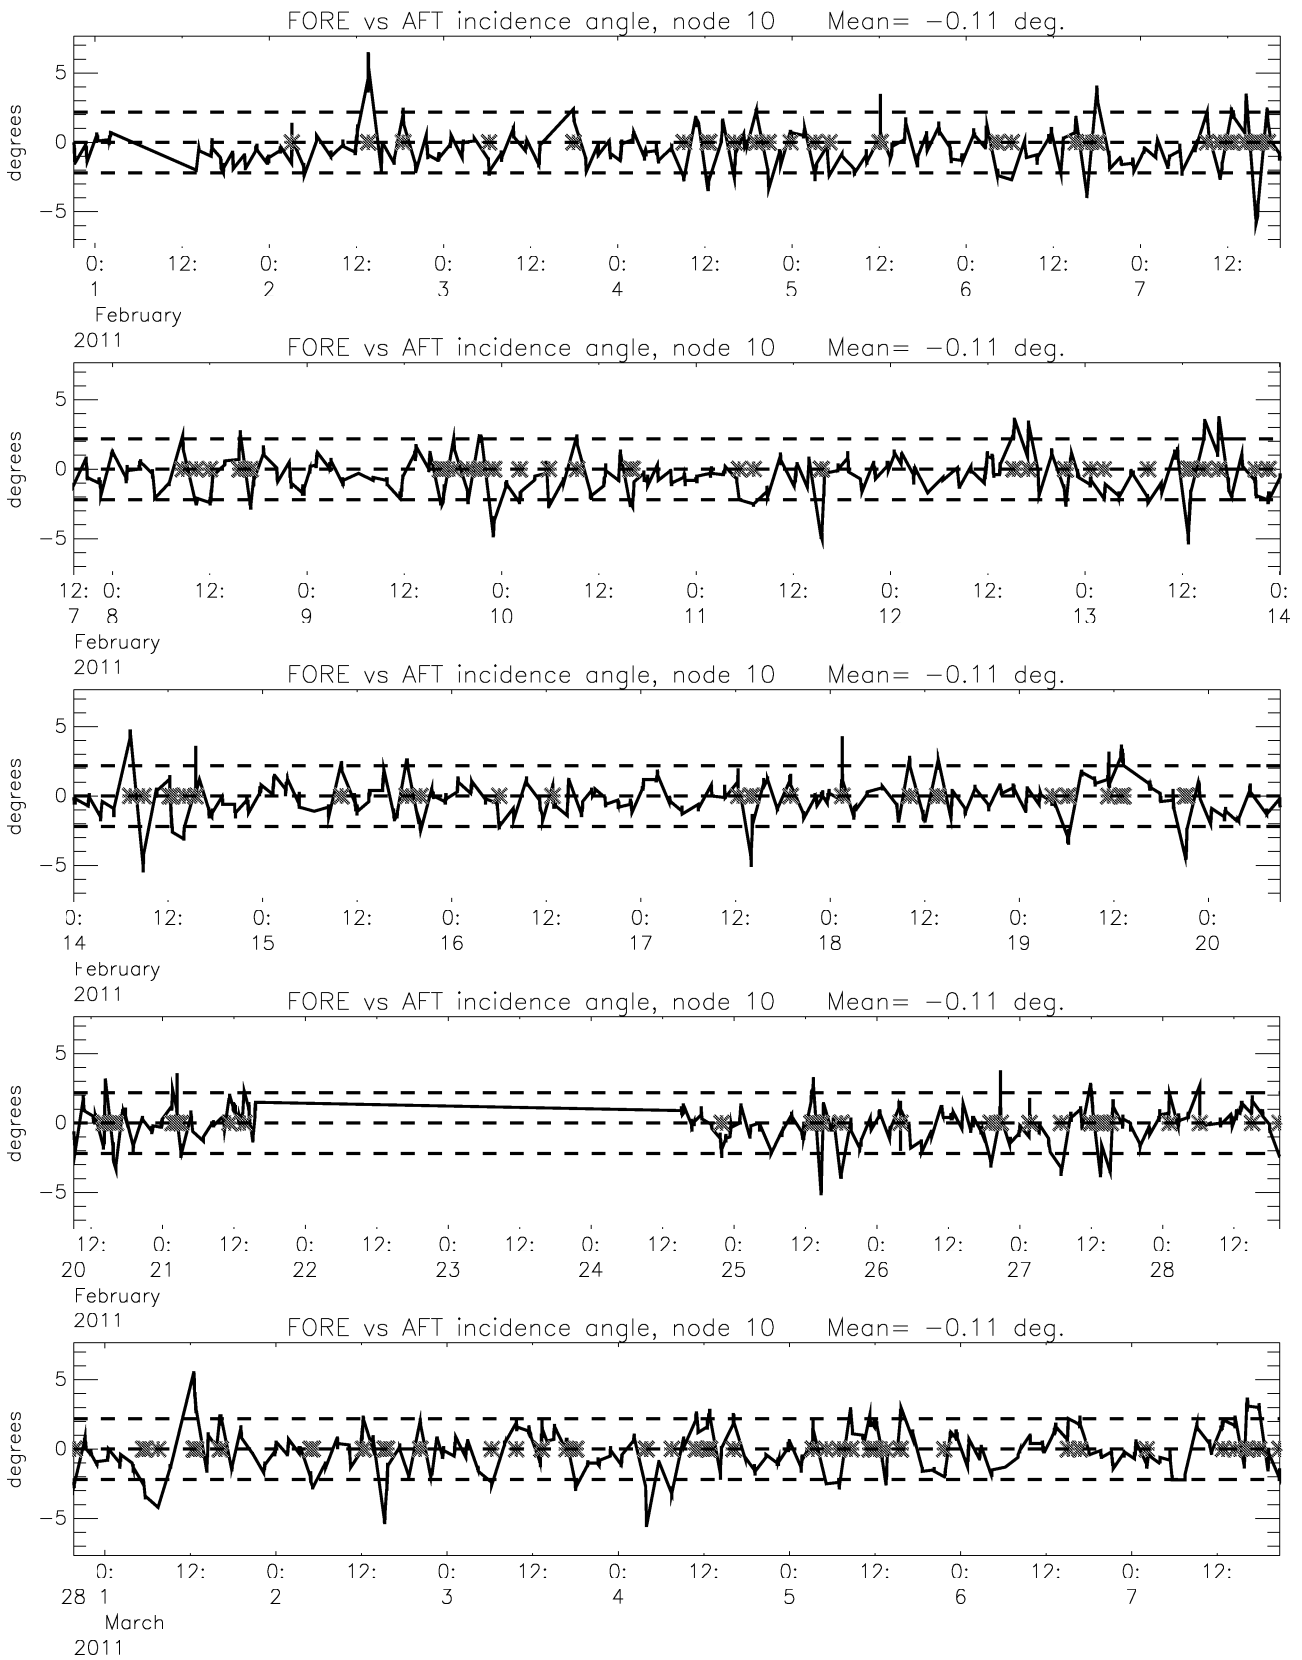 FORE vs AFT incidence angle, node 10 Mean= −0.11 deg.
degrees
5
0
−5
0: 12: 0: 12: 0: 12: 0: 12: 0: 12: 0: 12: 0: 12:
1 2 3 4 5 6 7
February
2011
FORE vs AFT incidence angle, node 10 Mean= −0.11 deg.
degrees
5
0
−5
12: 0: 12: 0: 12: 0: 12: 0: 12: 0: 12: 0: 12: 0:
7 8 9 10 11 12 13 14
February
2011
FORE vs AFT incidence angle, node 10 Mean= −0.11 deg.
degrees
5
0
−5
0: 12: 0: 12: 0: 12: 0: 12: 0: 12: 0: 12: 0:
14 15 16 17 18 19 20
February
2011
FORE vs AFT incidence angle, node 10 Mean= −0.11 deg.
degrees
5
0
−5
12: 0: 12: 0: 12: 0: 12: 0: 12: 0: 12: 0: 12: 0: 12: 0: 12:
20 21 22 23 24 25 26 27 28
February
2011
FORE vs AFT incidence angle, node 10 Mean= −0.11 deg.
degrees
5
0
−5
0: 12: 0: 12: 0: 12: 0: 12: 0: 12: 0: 12: 0: 12:
28 1 2 3 4 5 6 7
March
2011